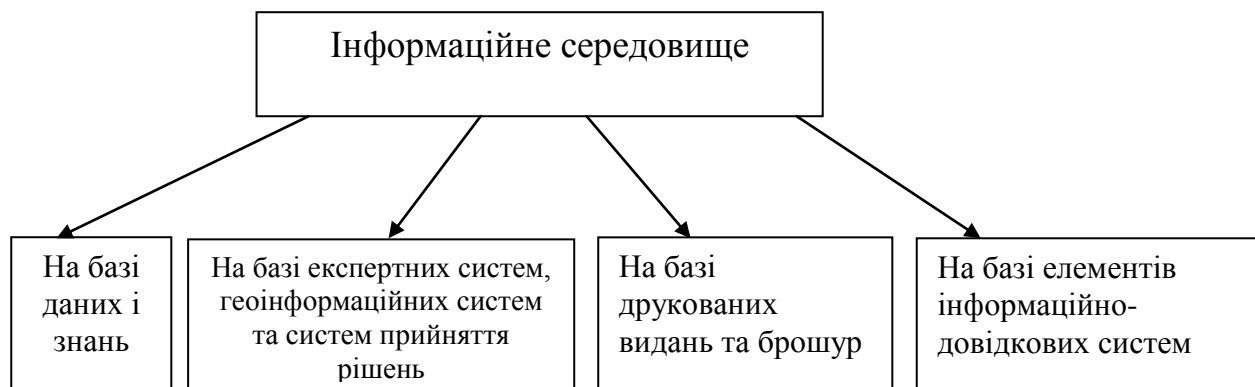 Інформаційне середовище
На базі
даних і
знань
На базі експертних систем,
геоінформаційних систем
та систем прийняття
рішень
На базі
друкованих
видань та брошур
На базі елементів
інформаційно-
довідкових систем